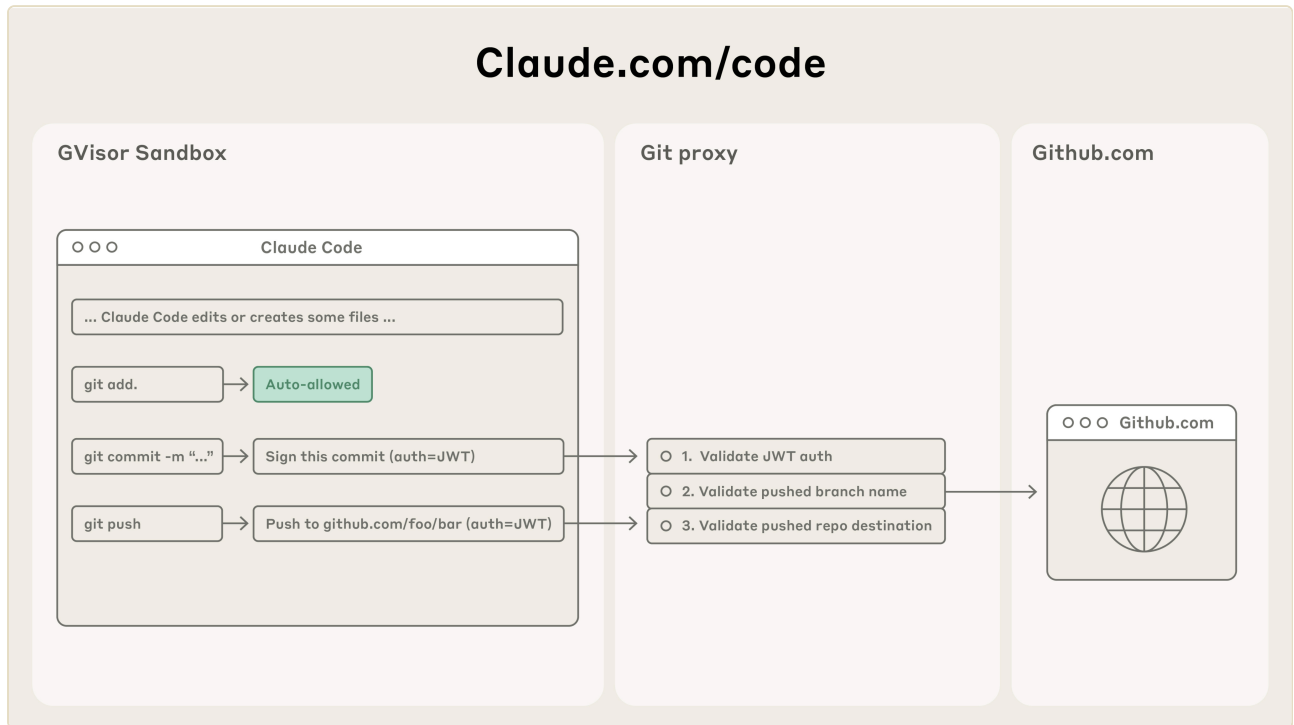 Claude.com/code
GVisor Sandbox
Claude Code
... Claude Code edits or creates some files ...
git add.
Auto-allowed
git commit -m “...”
Sign this commit (auth=JWT)
git push
Push to github.com/foo/bar (auth=JWT)
Git proxy
1. Validate JWT auth
2. Validate pushed branch name
3. Validate pushed repo destination
Github.com
Github.com